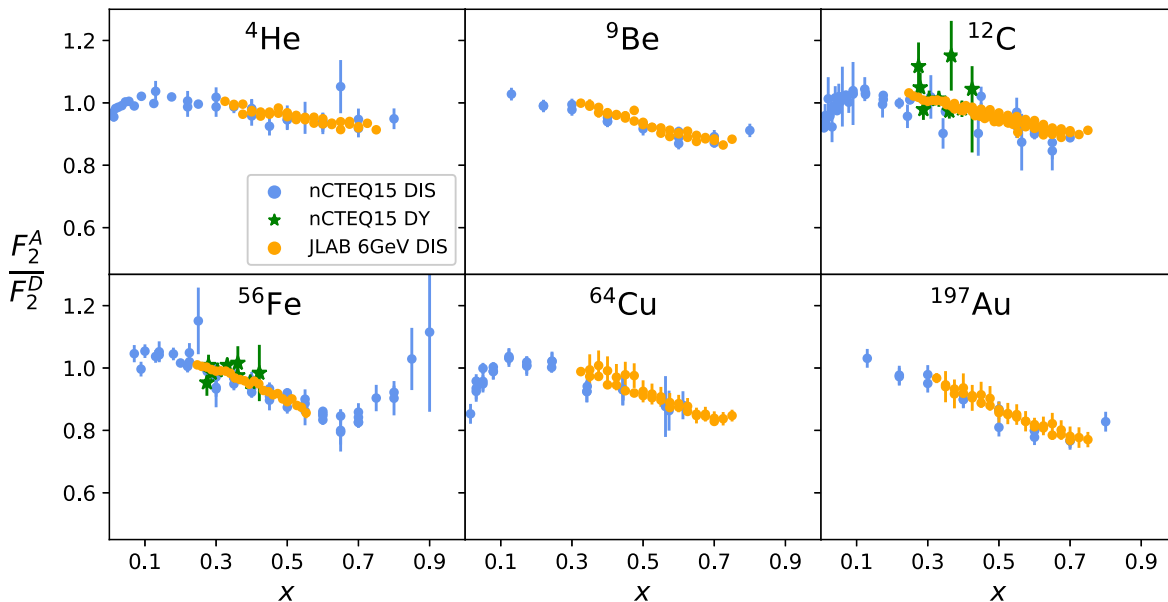 ⁴He
⁹Be
¹²C
1.2
1.0
0.8
0.6
nCTEQ15 DIS
nCTEQ15 DY
JLAB 6GeV DIS
F₂ᴬ
F₂ᴰ
⁵⁶Fe
⁶⁴Cu
¹⁹⁷Au
1.2
1.0
0.8
0.6
0.1 0.3 0.5 0.7 0.9
0.1 0.3 0.5 0.7 0.9
0.1 0.3 0.5 0.7 0.9
x
x
x